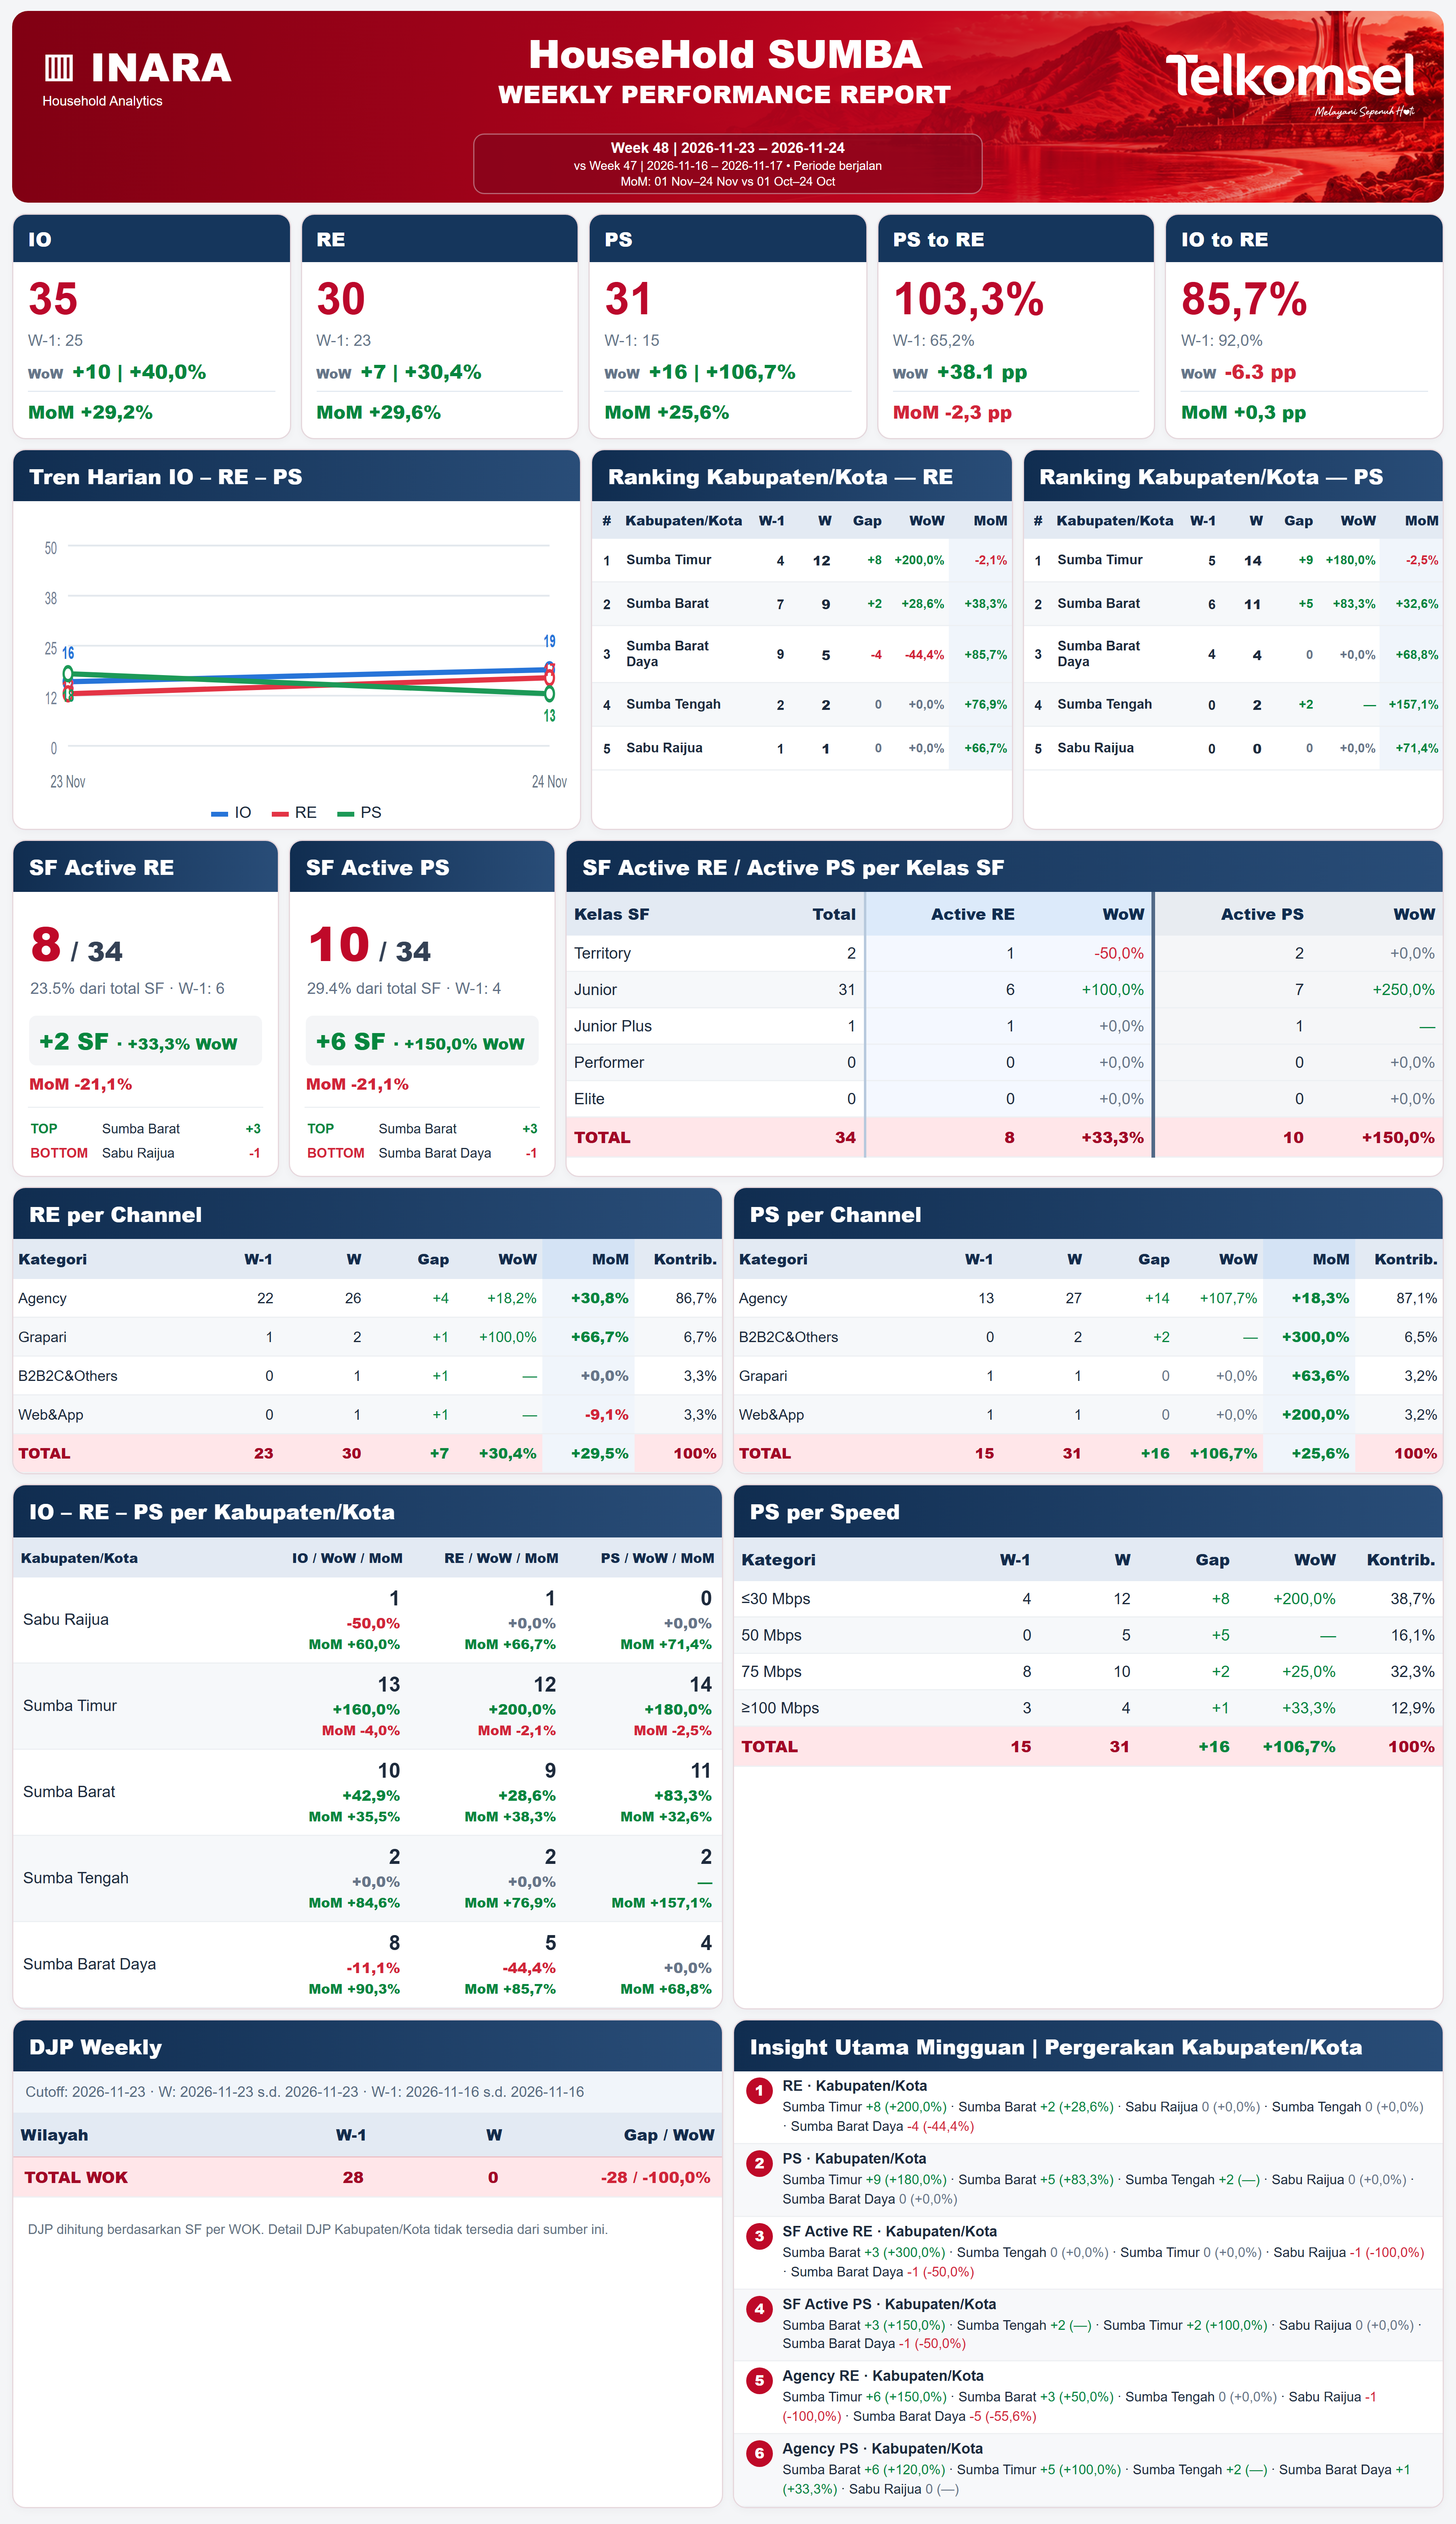 INARA
Household Analytics
HouseHold SUMBA
WEEKLY PERFORMANCE REPORT
Week 48 | 2026-11-23 – 2026-11-24
vs Week 47 | 2026-11-16 – 2026-11-17 • Periode berjalan
MoM: 01 Nov–24 Nov vs 01 Oct–24 Oct
Telkomsel
Melayani Sepenuh Hati
IO
35
W-1: 25
WoW +10 | +40,0%
MoM +29,2%
RE
30
W-1: 23
WoW +7 | +30,4%
MoM +29,6%
PS
31
W-1: 15
WoW +16 | +106,7%
MoM +25,6%
PS to RE
103,3%
W-1: 65,2%
WoW +38.1 pp
MoM -2,3 pp
IO to RE
85,7%
W-1: 92,0%
WoW -6.3 pp
MoM +0,3 pp
Tren Harian IO – RE – PS
50
38
25
12
0
16
19
13
23 Nov
24 Nov
IO RE PS
Ranking Kabupaten/Kota — RE
# Kabupaten/Kota W-1 W Gap WoW MoM
1 Sumba Timur 4 12 +8 +200,0% -2,1%
2 Sumba Barat 7 9 +2 +28,6% +38,3%
3 Sumba Barat Daya 9 5 -4 -44,4% +85,7%
4 Sumba Tengah 2 2 0 +0,0% +76,9%
5 Sabu Raijua 1 1 0 +0,0% +66,7%
Ranking Kabupaten/Kota — PS
# Kabupaten/Kota W-1 W Gap WoW MoM
1 Sumba Timur 5 14 +9 +180,0% -2,5%
2 Sumba Barat 6 11 +5 +83,3% +32,6%
3 Sumba Barat Daya 4 4 0 +0,0% +68,8%
4 Sumba Tengah 0 2 +2 — +157,1%
5 Sabu Raijua 0 0 0 +0,0% +71,4%
SF Active RE
8 / 34
23.5% dari total SF · W-1: 6
+2 SF · +33,3% WoW
MoM -21,1%
TOP Sumba Barat +3
BOTTOM Sabu Raijua -1
SF Active PS
10 / 34
29.4% dari total SF · W-1: 4
+6 SF · +150,0% WoW
MoM -21,1%
TOP Sumba Barat +3
BOTTOM Sumba Barat Daya -1
SF Active RE / Active PS per Kelas SF
Kelas SF Total Active RE WoW Active PS WoW
Territory 2 1 -50,0% 2 +0,0%
Junior 31 6 +100,0% 7 +250,0%
Junior Plus 1 1 +0,0% 1 —
Performer 0 0 +0,0% 0 +0,0%
Elite 0 0 +0,0% 0 +0,0%
TOTAL 34 8 +33,3% 10 +150,0%
RE per Channel
Kategori W-1 W Gap WoW MoM Kontrib.
Agency 22 26 +4 +18,2% +30,8% 86,7%
Grapari 1 2 +1 +100,0% +66,7% 6,7%
B2B2C&Others 0 1 +1 — +0,0% 3,3%
Web&App 0 1 +1 — -9,1% 3,3%
TOTAL 23 30 +7 +30,4% +29,5% 100%
PS per Channel
Kategori W-1 W Gap WoW MoM Kontrib.
Agency 13 27 +14 +107,7% +18,3% 87,1%
B2B2C&Others 0 2 +2 — +300,0% 6,5%
Grapari 1 1 0 +0,0% +63,6% 3,2%
Web&App 1 1 0 +0,0% +200,0% 3,2%
TOTAL 15 31 +16 +106,7% +25,6% 100%
IO – RE – PS per Kabupaten/Kota
Kabupaten/Kota IO / WoW / MoM RE / WoW / MoM PS / WoW / MoM
1 1 0
Sabu Raijua -50,0% +0,0% +0,0%
MoM +60,0% MoM +66,7% MoM +71,4%
13 12 14
Sumba Timur +160,0% +200,0% +180,0%
MoM -4,0% MoM -2,1% MoM -2,5%
10 9 11
Sumba Barat +42,9% +28,6% +83,3%
MoM +35,5% MoM +38,3% MoM +32,6%
2 2 2
Sumba Tengah +0,0% +0,0% —
MoM +84,6% MoM +76,9% MoM +157,1%
8 5 4
Sumba Barat Daya -11,1% -44,4% +0,0%
MoM +90,3% MoM +85,7% MoM +68,8%
PS per Speed
Kategori W-1 W Gap WoW Kontrib.
≤30 Mbps 4 12 +8 +200,0% 38,7%
50 Mbps 0 5 +5 — 16,1%
75 Mbps 8 10 +2 +25,0% 32,3%
≥100 Mbps 3 4 +1 +33,3% 12,9%
TOTAL 15 31 +16 +106,7% 100%
DJP Weekly
Cutoff: 2026-11-23 · W: 2026-11-23 s.d. 2026-11-23 · W-1: 2026-11-16 s.d. 2026-11-16
Wilayah W-1 W Gap / WoW
TOTAL WOK 28 0 -28 / -100,0%
DJP dihitung berdasarkan SF per WOK. Detail DJP Kabupaten/Kota tidak tersedia dari sumber ini.
Insight Utama Mingguan | Pergerakan Kabupaten/Kota
1 RE · Kabupaten/Kota
Sumba Timur +8 (+200,0%) · Sumba Barat +2 (+28,6%) · Sabu Raijua 0 (+0,0%) · Sumba Tengah 0 (+0,0%)
· Sumba Barat Daya -4 (-44,4%)
2 PS · Kabupaten/Kota
Sumba Timur +9 (+180,0%) · Sumba Barat +5 (+83,3%) · Sumba Tengah +2 (—) · Sabu Raijua 0 (+0,0%) ·
Sumba Barat Daya 0 (+0,0%)
3 SF Active RE · Kabupaten/Kota
Sumba Barat +3 (+300,0%) · Sumba Tengah 0 (+0,0%) · Sumba Timur 0 (+0,0%) · Sabu Raijua -1 (-100,0%)
· Sumba Barat Daya -1 (-50,0%)
4 SF Active PS · Kabupaten/Kota
Sumba Barat +3 (+150,0%) · Sumba Tengah +2 (—) · Sumba Timur +2 (+100,0%) · Sabu Raijua 0 (+0,0%) ·
Sumba Barat Daya -1 (-50,0%)
5 Agency RE · Kabupaten/Kota
Sumba Timur +6 (+150,0%) · Sumba Barat +3 (+50,0%) · Sumba Tengah 0 (+0,0%) · Sabu Raijua -1
(-100,0%) · Sumba Barat Daya -5 (-55,6%)
6 Agency PS · Kabupaten/Kota
Sumba Barat +6 (+120,0%) · Sumba Timur +5 (+100,0%) · Sumba Tengah +2 (—) · Sumba Barat Daya +1
(+33,3%) · Sabu Raijua 0 (—)